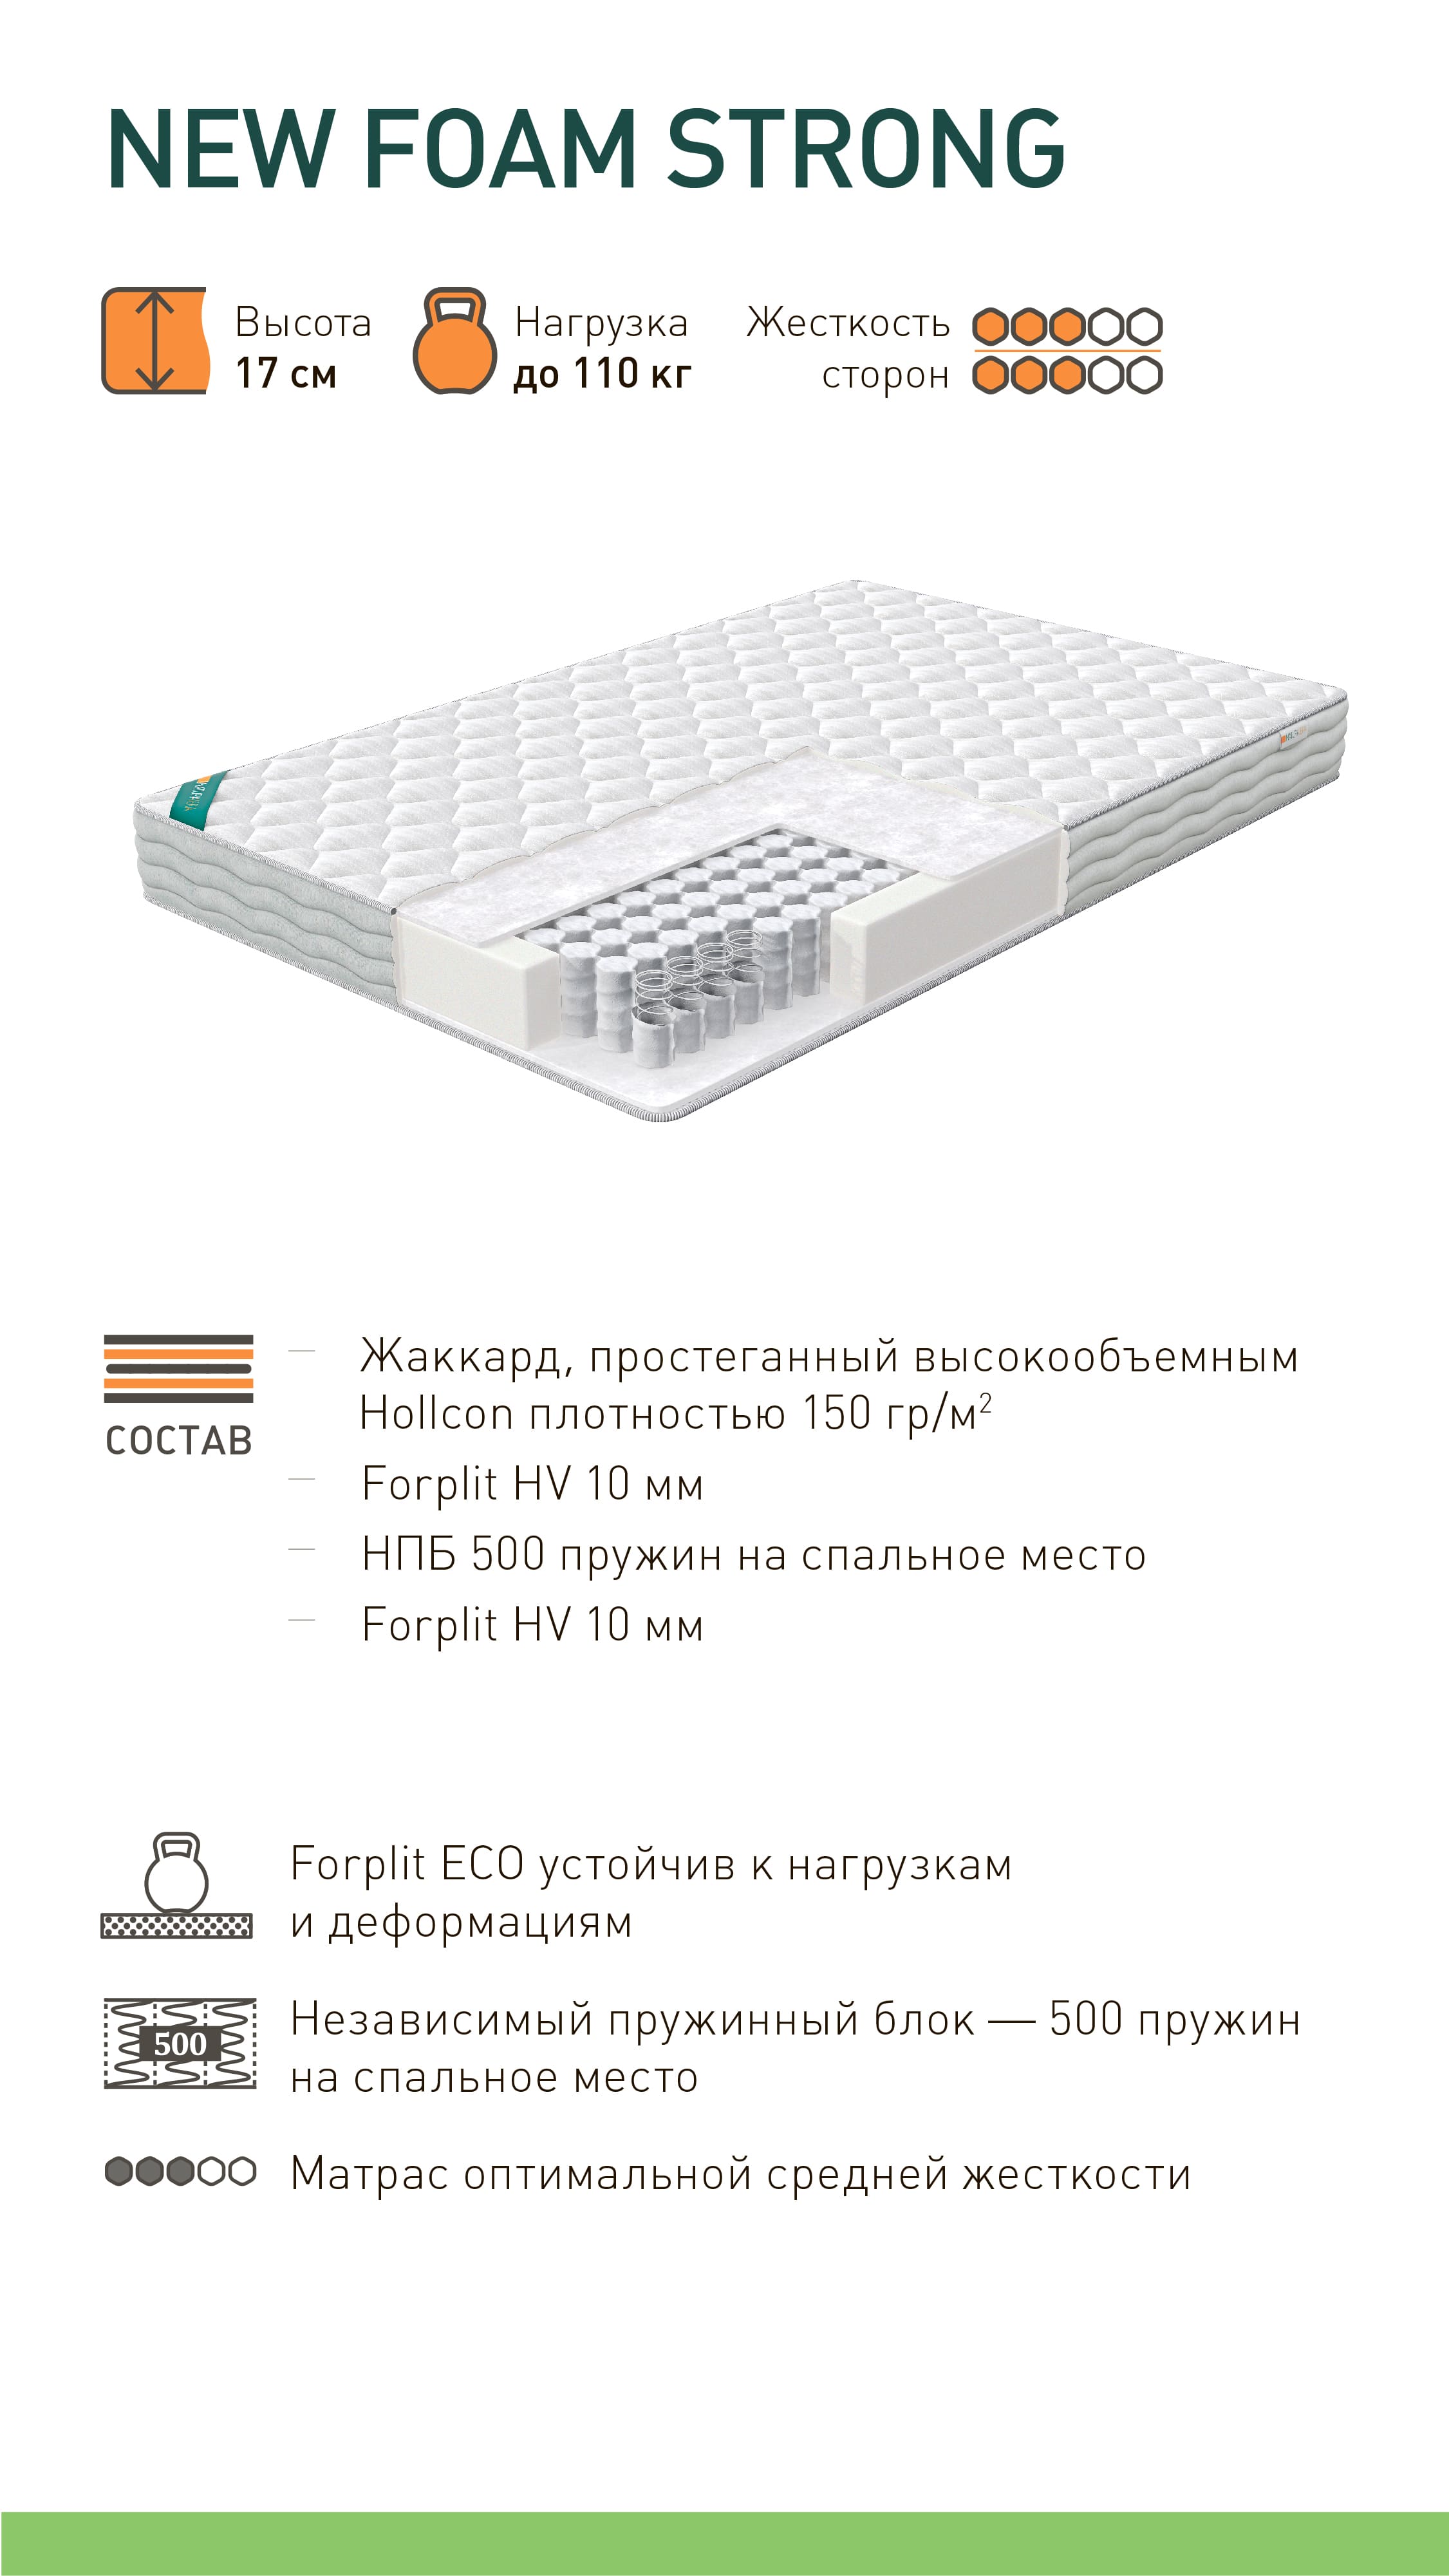 NEW FOAM STRONG
Высота
17 см
Нагрузка
до 110 кг
Жесткость
сторон
— Жаккард, простеганный высокообъемным
Hollcon плотностью 150 гр/м²
СОСТАВ
— Forplit HV 10 мм
— НПБ 500 пружин на спальное место
— Forplit HV 10 мм
Forplit ECO устойчив к нагрузкам
и деформациям
500
Независимый пружинный блок — 500 пружин
на спальное место
Матрас оптимальной средней жесткости